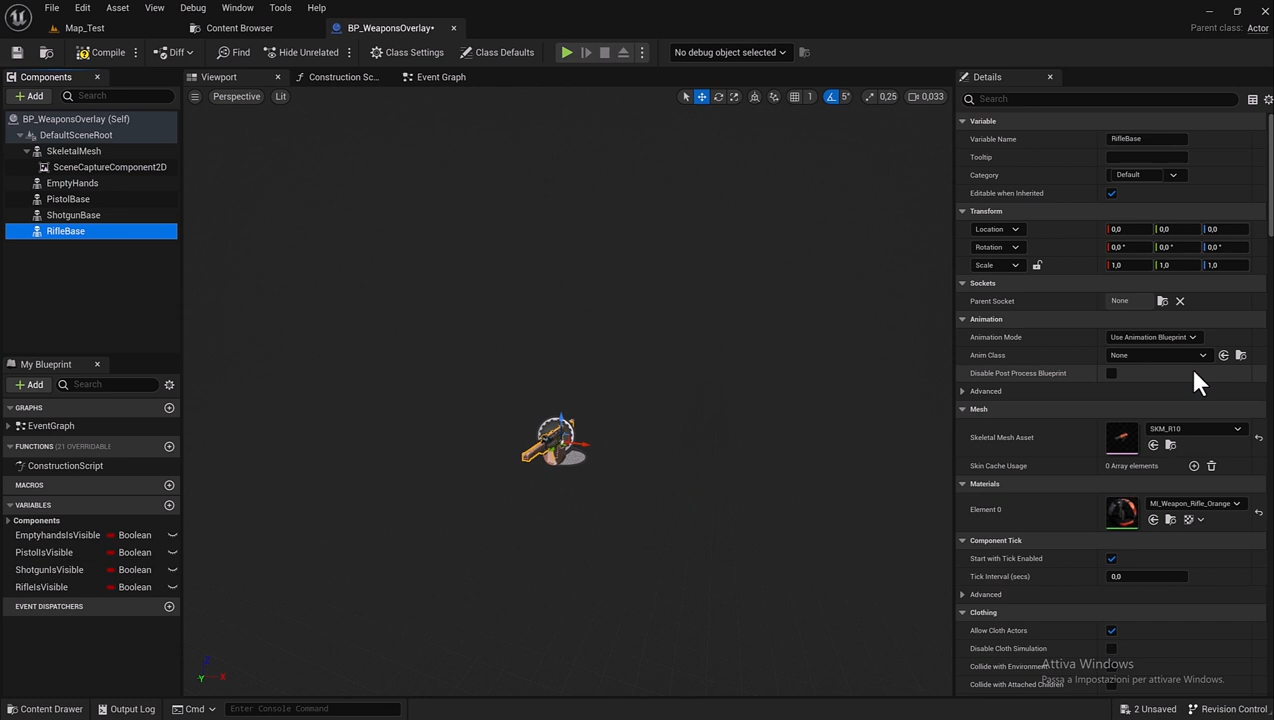 File Edit Asset View Debug Window Tools Help
Map_Test Content Browser BP_WeaponsOverlay•
Parent class: Actor
Compile Diff Find Hide Unrelated Class Settings Class Defaults No debug object selected
Components
Add Search
BP_WeaponsOverlay (Self)
DefaultSceneRoot
SkeletalMesh
SceneCaptureComponent2D
EmptyHands
PistolBase
ShotgunBase
RifleBase
My Blueprint
Add Search
GRAPHS
EventGraph
FUNCTIONS (21 OVERRIDABLE)
ConstructionScript
MACROS
VARIABLES
Components
EmptyhandsIsVisible Boolean
PistolIsVisible Boolean
ShotgunIsVisible Boolean
RifleIsVisible Boolean
EVENT DISPATCHERS
Viewport Construction Sc... Event Graph
Perspective Lit 1 5° 0,25 0,033
Z
Y X
Details
Search
Variable
Variable Name RifleBase
Tooltip
Category Default
Editable when Inherited
Transform
Location 0,0 0,0 0,0
Rotation 0,0 ° 0,0 ° 0,0 °
Scale 1,0 1,0 1,0
Sockets
Parent Socket None
Animation
Animation Mode Use Animation Blueprint
Anim Class None
Disable Post Process Blueprint
Advanced
Mesh
Skeletal Mesh Asset SKM_R10
Skin Cache Usage 0 Array elements
Materials
Element 0 MI_Weapon_Rifle_Orange
Component Tick
Start with Tick Enabled
Tick Interval (secs) 0,0
Advanced
Clothing
Allow Cloth Actors
Disable Cloth Simulation
Collide with Environment
Collide with Attached Children
Attiva Windows
Passa a Impostazioni per attivare Windows.
Content Drawer Output Log Cmd Enter Console Command 2 Unsaved Revision Control